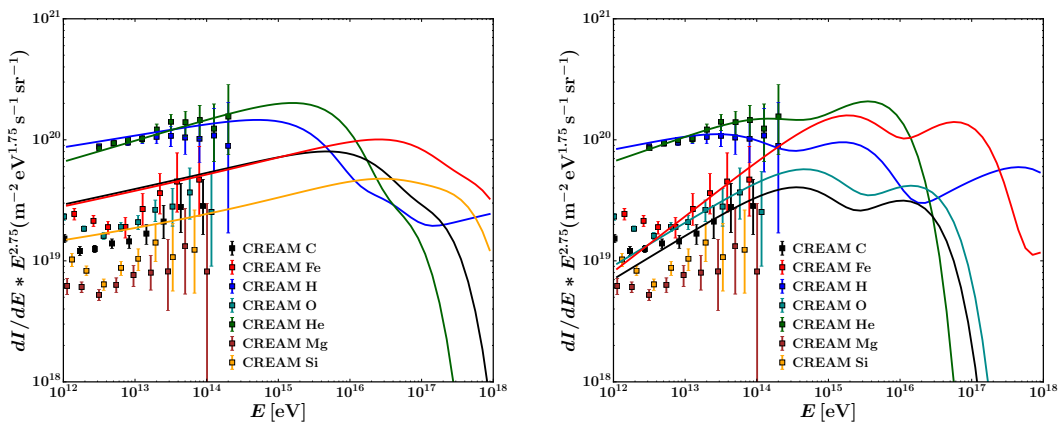 10^21
10^20
10^19
10^18
dI/dE * E^2.75 (m^−2 eV^1.75 s^−1 sr^−1)
CREAM C
CREAM Fe
CREAM H
CREAM O
CREAM He
CREAM Mg
CREAM Si
10^12 10^13 10^14 10^15 10^16 10^17 10^18
E [eV]
10^21
10^20
10^19
10^18
dI/dE * E^2.75 (m^−2 eV^1.75 s^−1 sr^−1)
CREAM C
CREAM Fe
CREAM H
CREAM O
CREAM He
CREAM Mg
CREAM Si
10^12 10^13 10^14 10^15 10^16 10^17 10^18
E [eV]